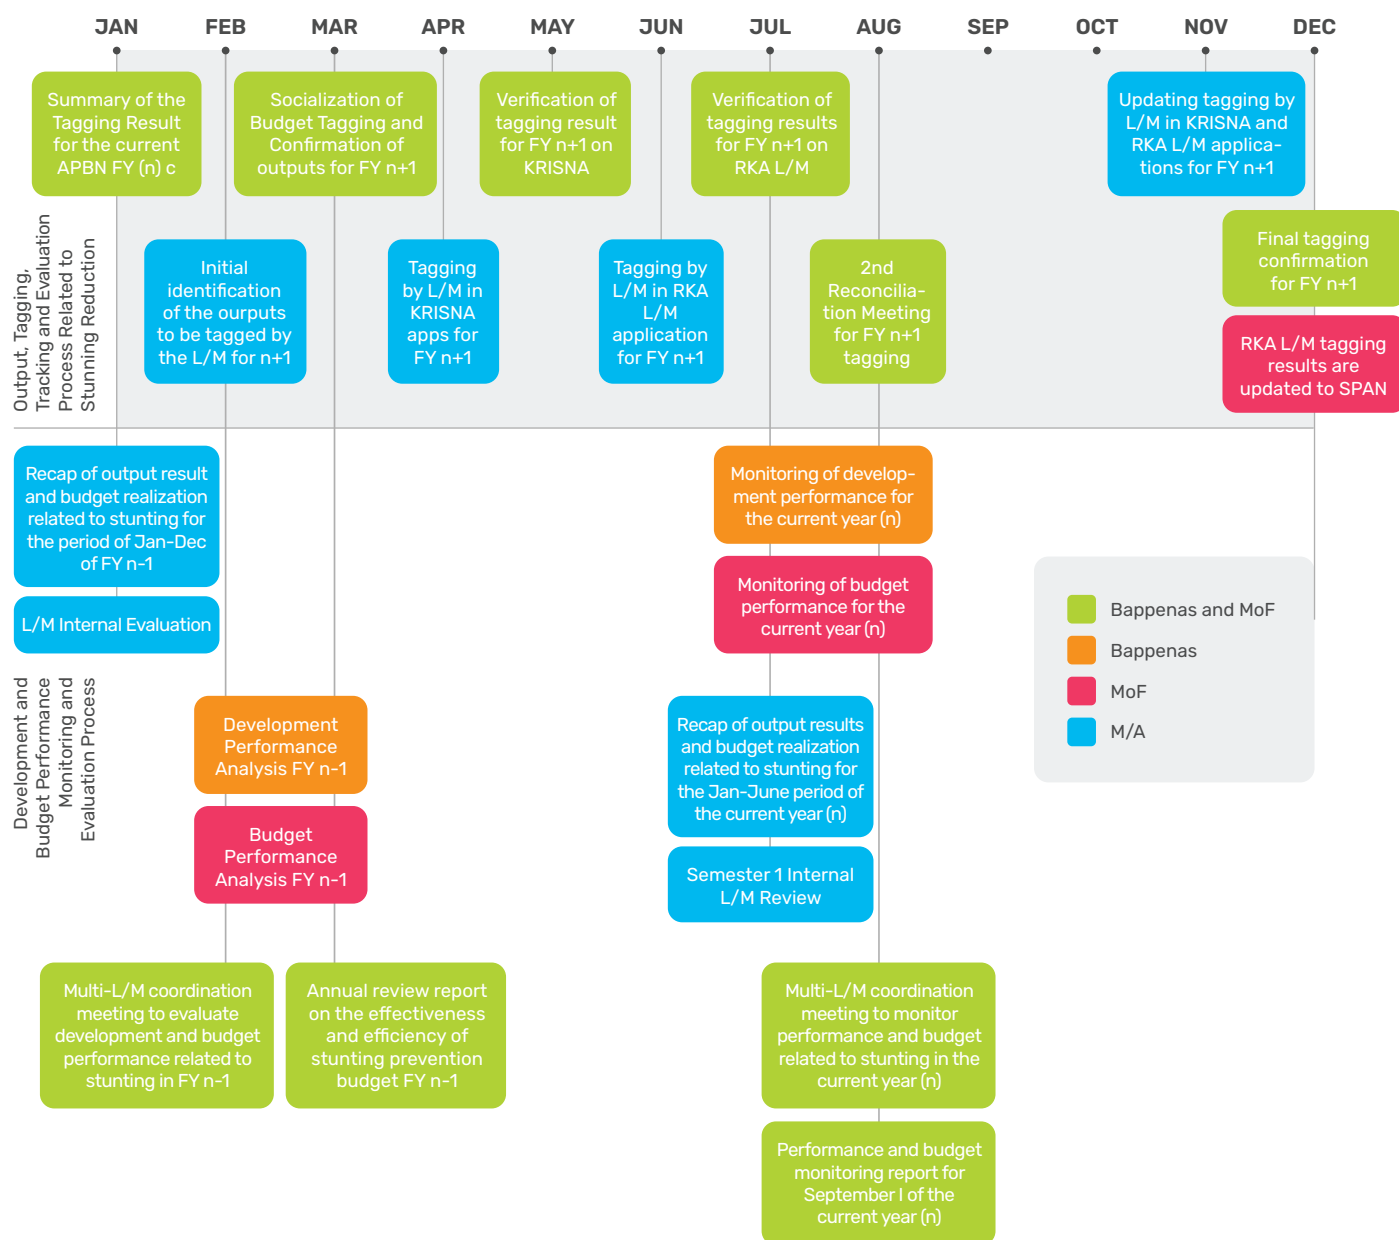 JAN FEB MAR APR MAY JUN JUL AUG SEP OCT NOV DEC
Output, Tagging,
Tracking and Evaluation
Process Related to
Stunning Reduction
Summary of the
Tagging Result
for the current
APBN FY (n) c
Socialization of
Budget Tagging and
Confirmation of
outputs for FY n+1
Verification of
tagging result
for FY n+1 on
KRISNA
Verification of
tagging results
for FY n+1 on
RKA L/M
Updating tagging by
L/M in KRISNA and
RKA L/M applica-
tions for FY n+1
Initial
identification
of the ourputs
to be tagged by
the L/M for n+1
Tagging
by L/M in
KRISNA
apps for
FY n+1
Tagging by
L/M in RKA
L/M
application
for FY n+1
2nd
Reconcilia-
tion Meeting
for FY n+1
tagging
Final tagging
confirmation
for FY n+1
RKA L/M tagging
results are
updated to SPAN
Development and
Budget Performance
Monitoring and
Evaluation Process
Recap of output result
and budget realization
related to stunting for
the period of Jan-Dec
of FY n-1
L/M Internal Evaluation
Monitoring of develop-
ment performance for
the current year (n)
Monitoring of budget
performance for the
current year (n)
Development
Performance
Analysis FY n-1
Budget
Performance
Analysis FY n-1
Recap of output results
and budget realization
related to stunting for
the Jan-June period of
the current year (n)
Semester 1 Internal
L/M Review
Multi-L/M coordination
meeting to evaluate
development and budget
performance related to
stunting in FY n-1
Annual review report
on the effectiveness
and efficiency of
stunting prevention
budget FY n-1
Multi-L/M coordination
meeting to monitor
performance and budget
related to stunting in the
current year (n)
Performance and budget
monitoring report for
September I of the
current year (n)
Bappenas and MoF
Bappenas
MoF
M/A